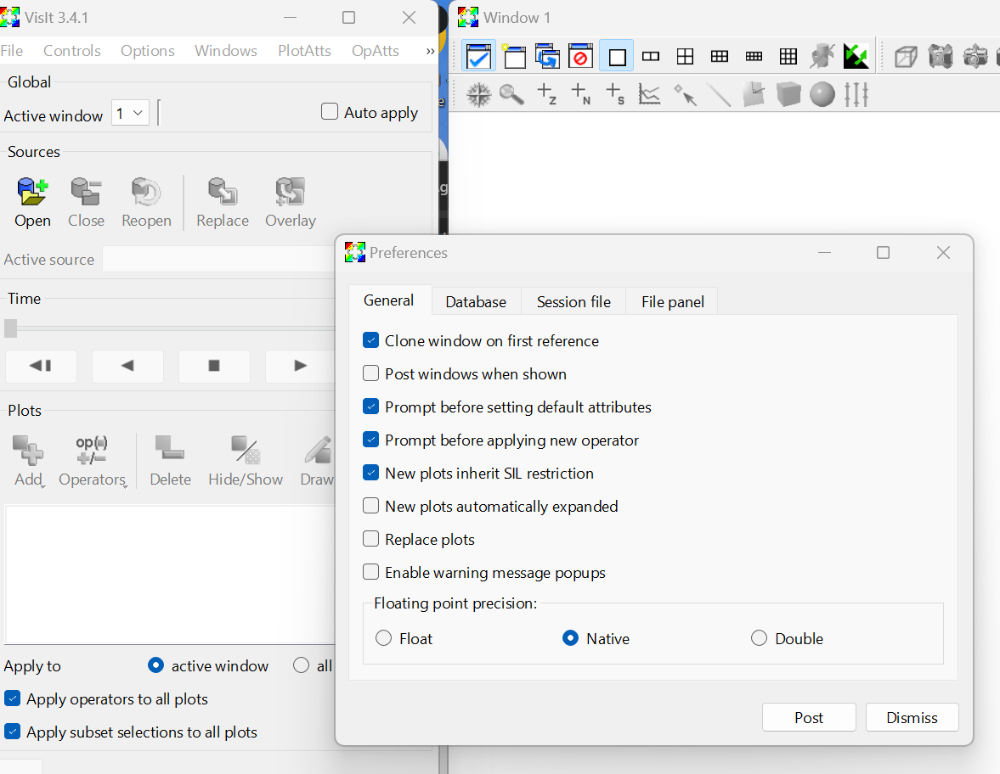 VisIt 3.4.1
File Controls Options Windows PlotAtts OpAtts »
Global
Active window 1 Auto apply
Sources
Open Close Reopen Replace Overlay
Active source
Time
Plots
Add Operators Delete Hide/Show Draw
op(ıı)
+/−
Apply to active window all
Apply operators to all plots
Apply subset selections to all plots
Window 1
Z N S
Preferences
General Database Session file File panel
Clone window on first reference
Post windows when shown
Prompt before setting default attributes
Prompt before applying new operator
New plots inherit SIL restriction
New plots automatically expanded
Replace plots
Enable warning message popups
Floating point precision:
Float Native Double
Post Dismiss